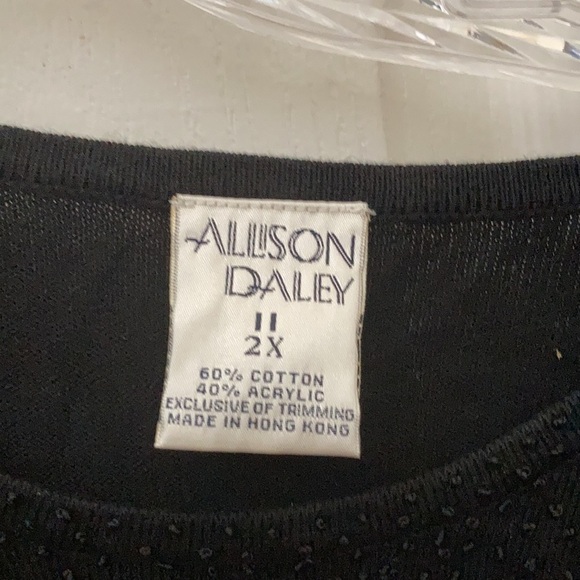 ALLISON
DALEY
II
2X
60% COTTON
40% ACRYLIC
EXCLUSIVE OF TRIMMING
MADE IN HONG KONG